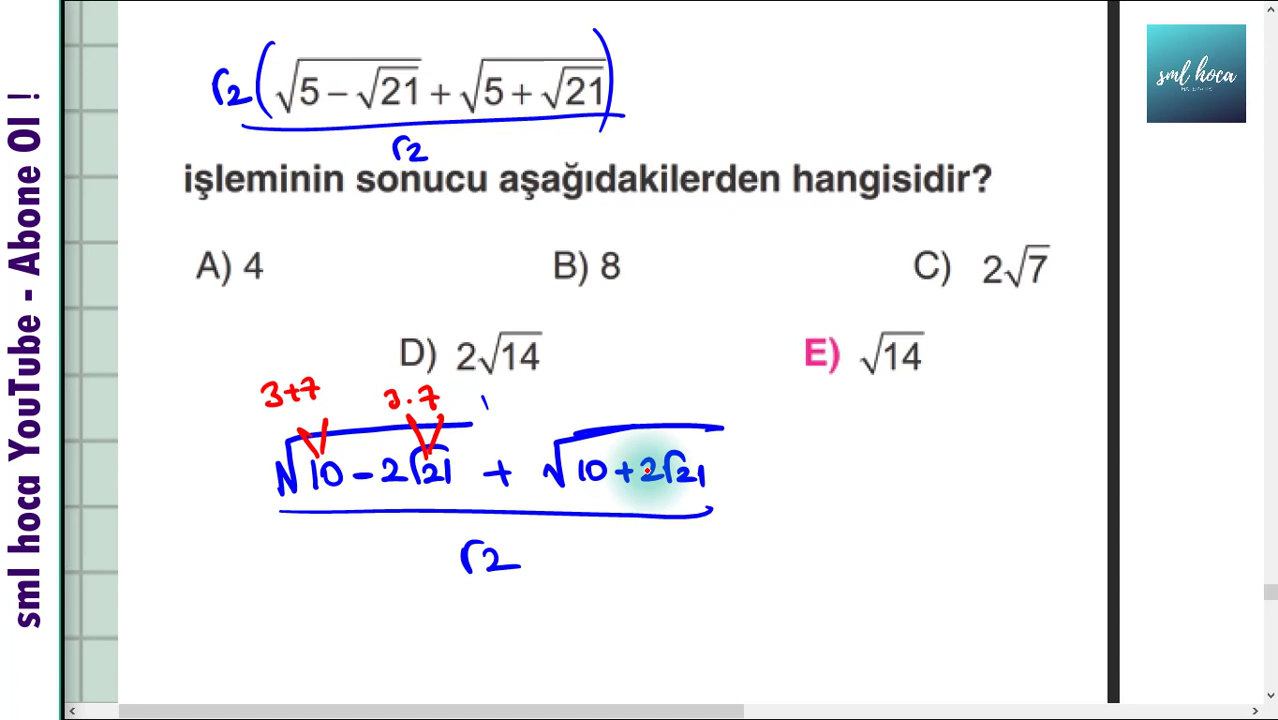 sml hoca YouTube - Abone Ol !
sml hoca
√2(√(5 − √21) + √(5 + √21))
√2
işleminin sonucu aşağıdakilerden hangisidir?
A) 4 B) 8 C) 2√7
D) 2√14 E) √14
3+7 3.7
√(10 − 2√21) + √(10 + 2√21)
√2